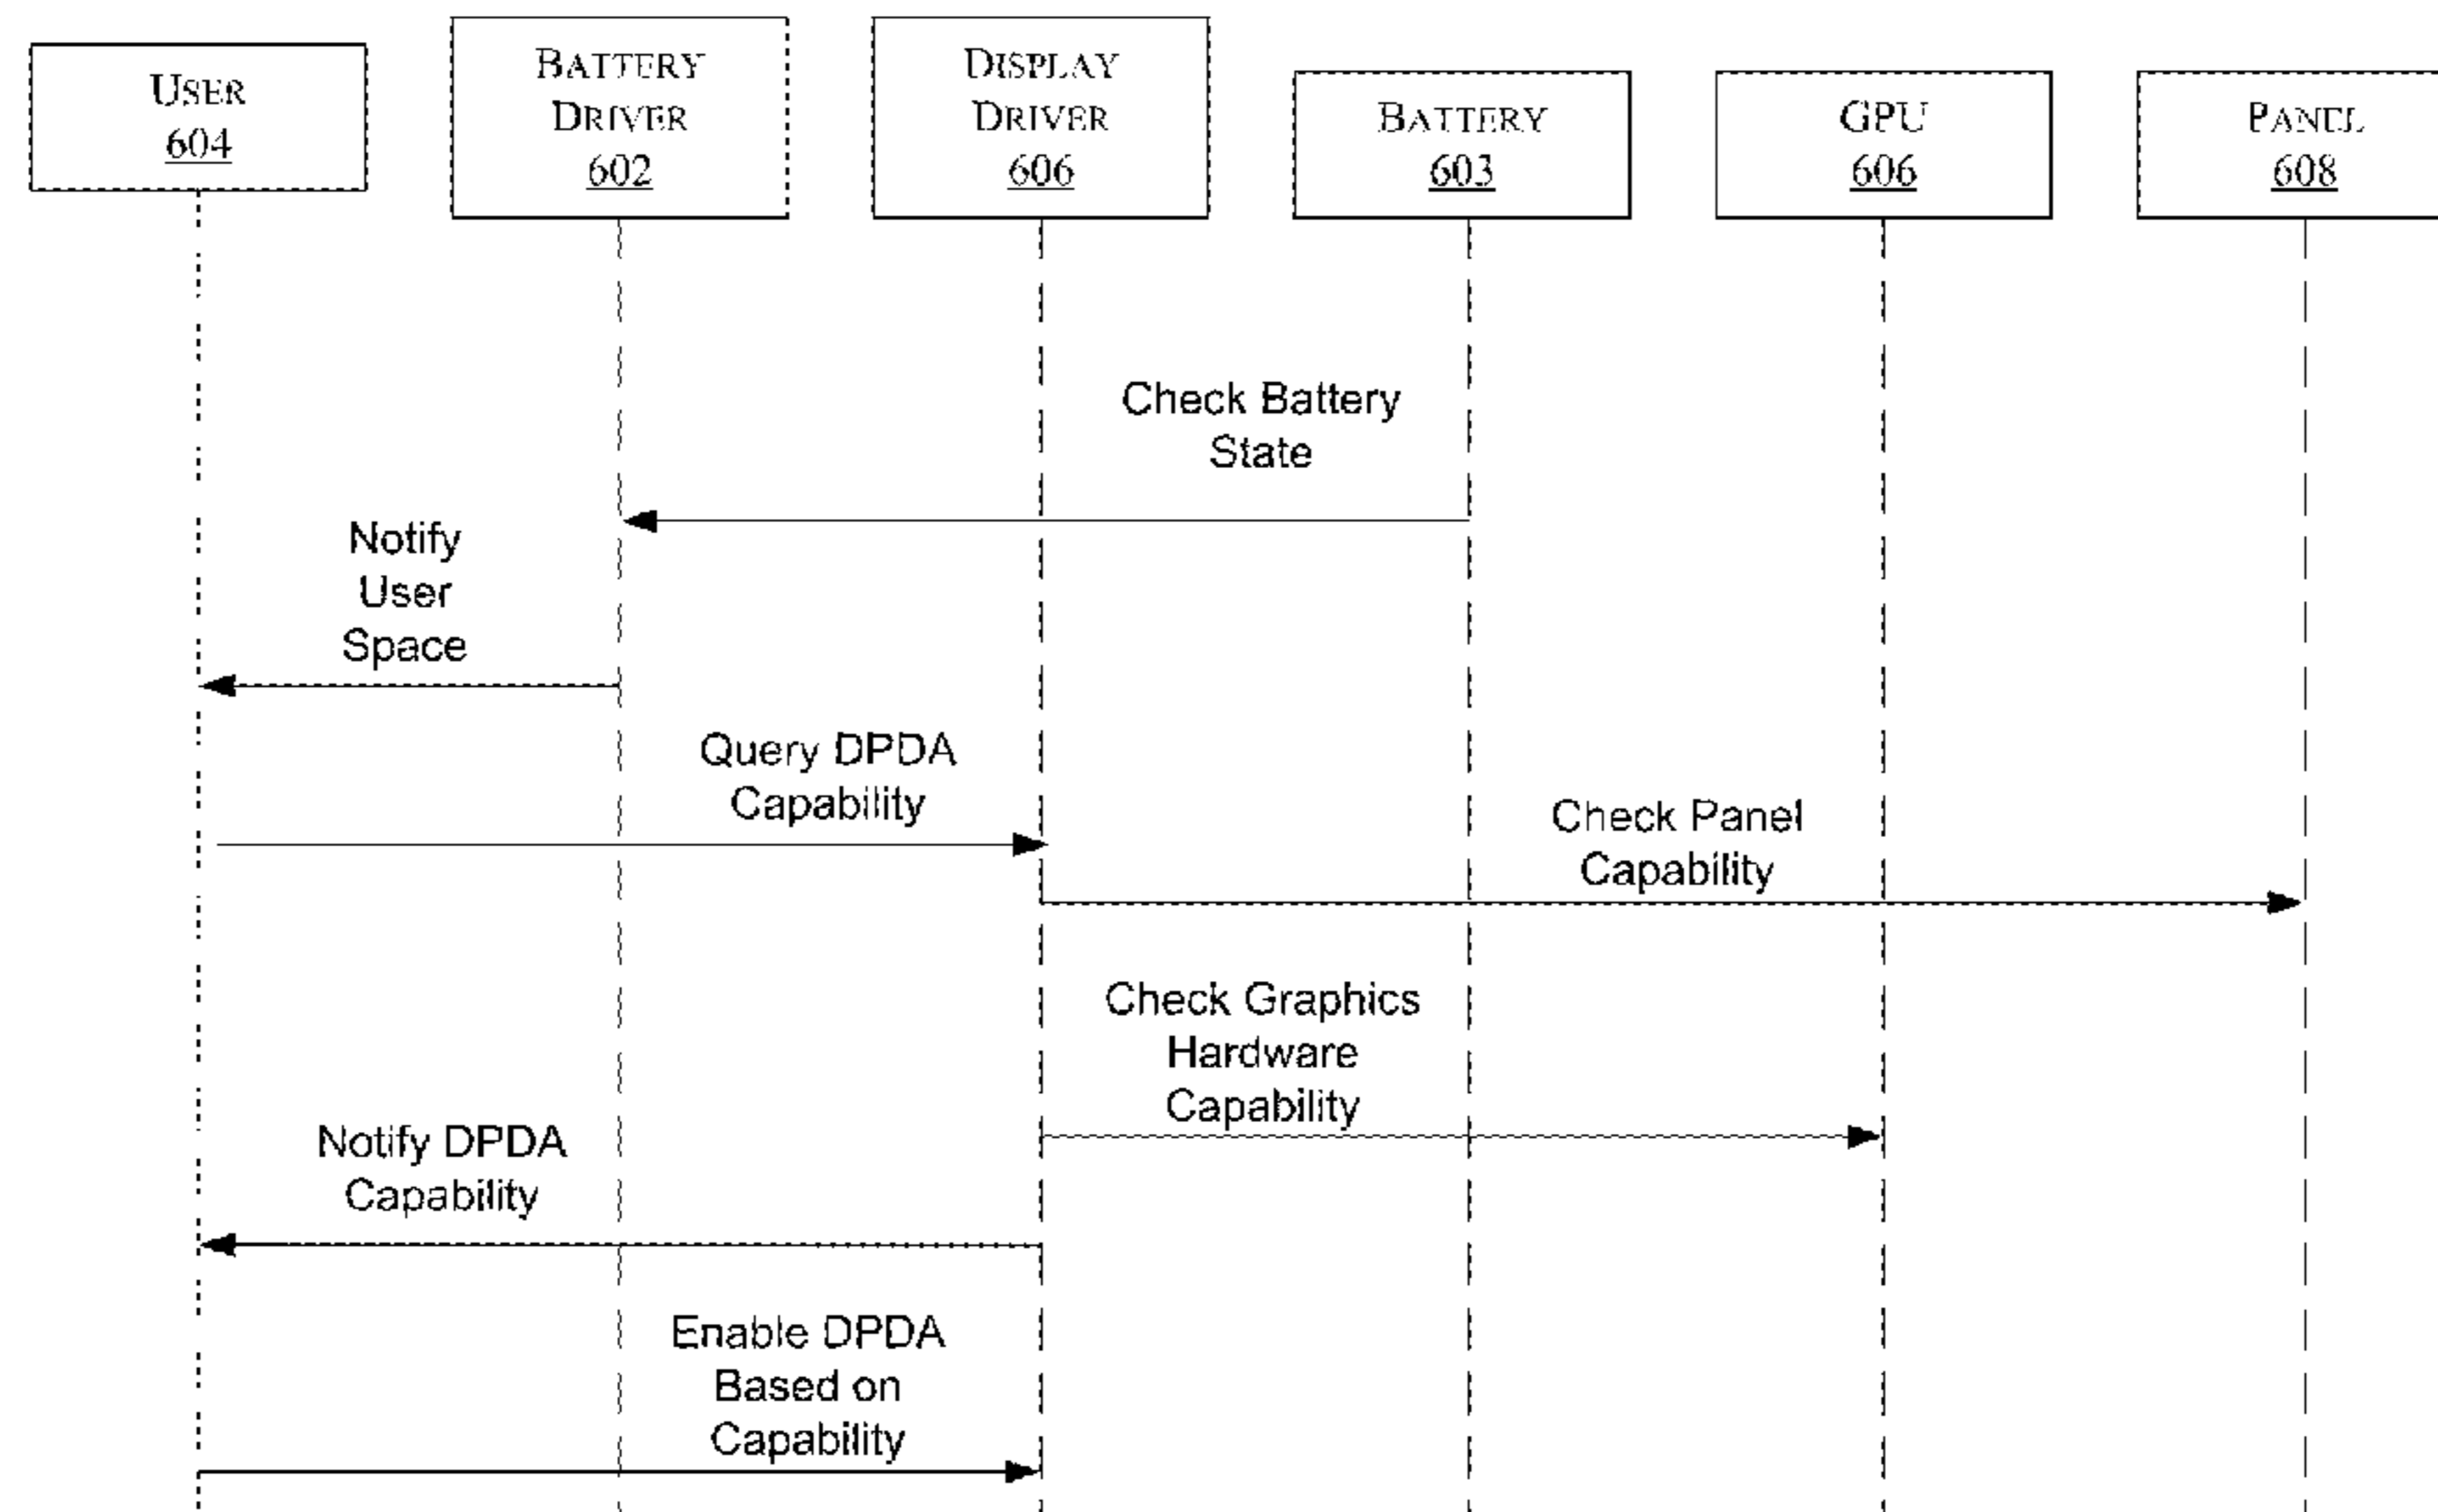 USER
604
BATTERY
DRIVER
602
DISPLAY
DRIVER
606
BATTERY
603
GPU
606
PANEL
608
Check Battery
State
Notify
User
Space
Query DPDA
Capability
Check Panel
Capability
Check Graphics
Hardware
Capability
Notify DPDA
Capability
Enable DPDA
Based on
Capability